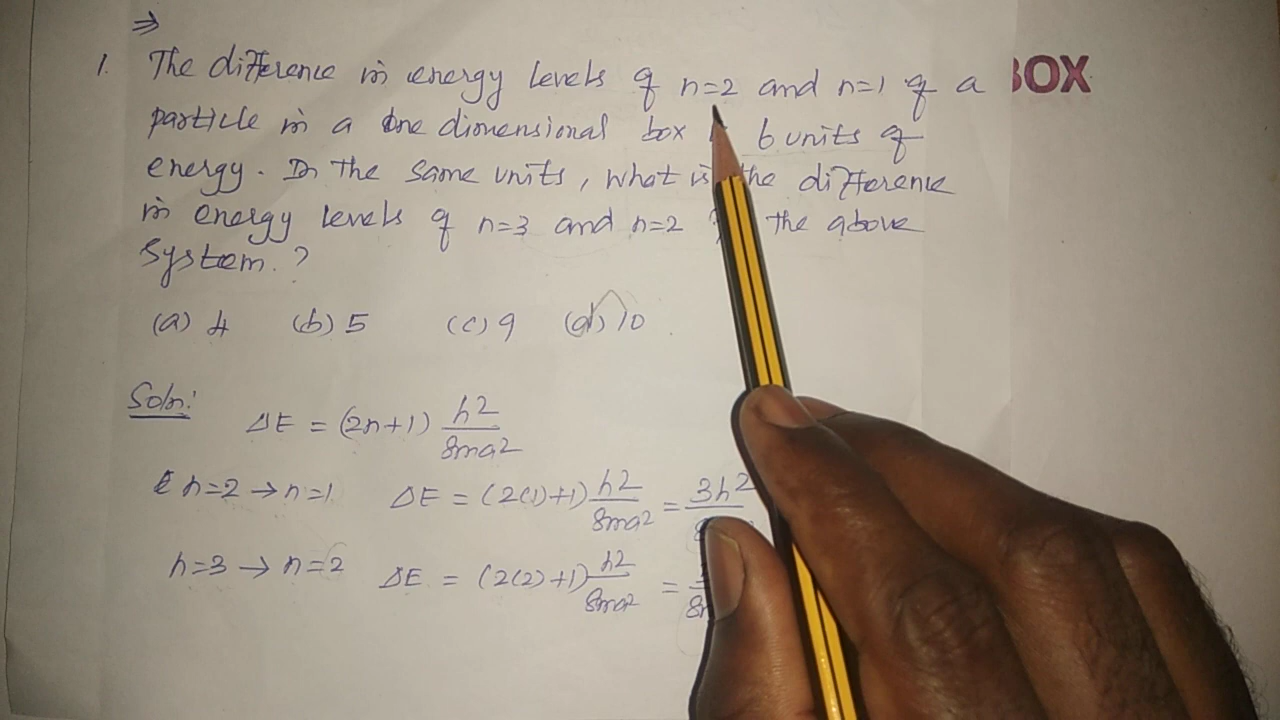 ⇒
BOX
1. The difference in energy levels of n=2 and n=1 of a
particle in a one dimensional box 6 units of
energy. In the same units, what is the difference
in energy levels of n=3 and n=2 the above
system.?
(a) 4 (b) 5 (c) 9 (d) 10
Soln:
ΔE = (2n+1) h2/8ma2
n=2 → n=1 ΔE = (2(1)+1) h2/8ma2 = 3h2
n=3 → n=2 ΔE = (2(2)+1) h2/8ma2 =